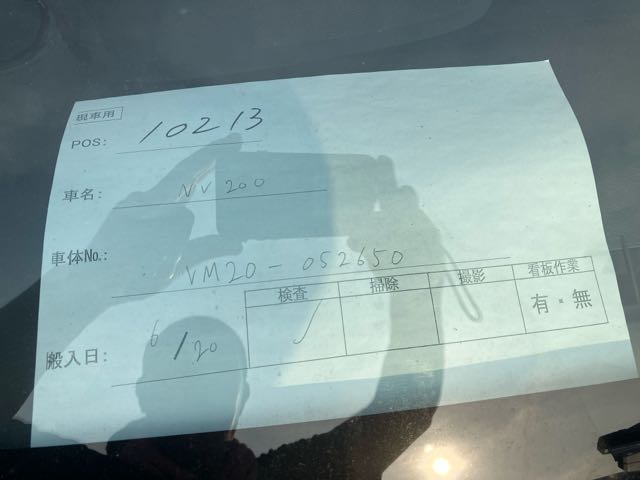 現車用
POS: 10213
車名: NV200
車体No.: VM20-052650
検査 掃除 撮影 看板作業
搬入日: 6/20 有・無